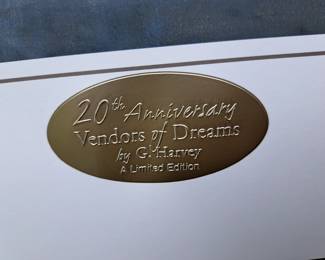 20th Anniversary
Vendors of Dreams
by G. Harvey
A Limited Edition